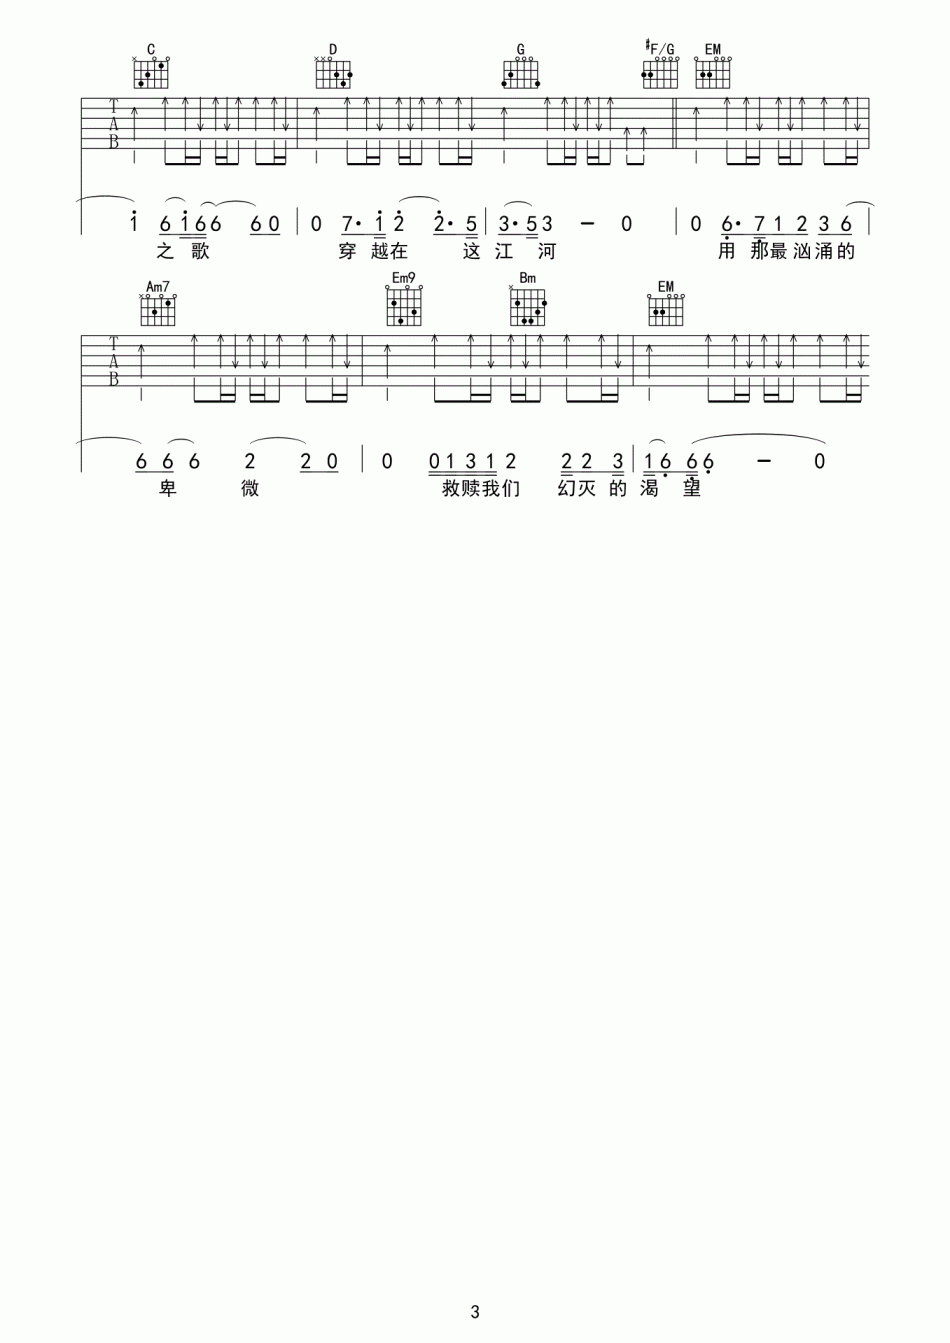 C D G #F/G EM
T
A
B
1 6 1 6 6 6 0 0 7· 1 2 2· 5 3· 5 3 － 0 0 6· 7 1 2 3 6
之 歌 穿 越在 这 江 河 用 那最 汹涌的
Am7 Em9 Bm EM
T
A
B
6 6 6 2 2 0 0 0 1 3 1 2 2 2 3 1 6 6 6 － 0
卑 微 救赎我们 幻灭 的 渴 望
3